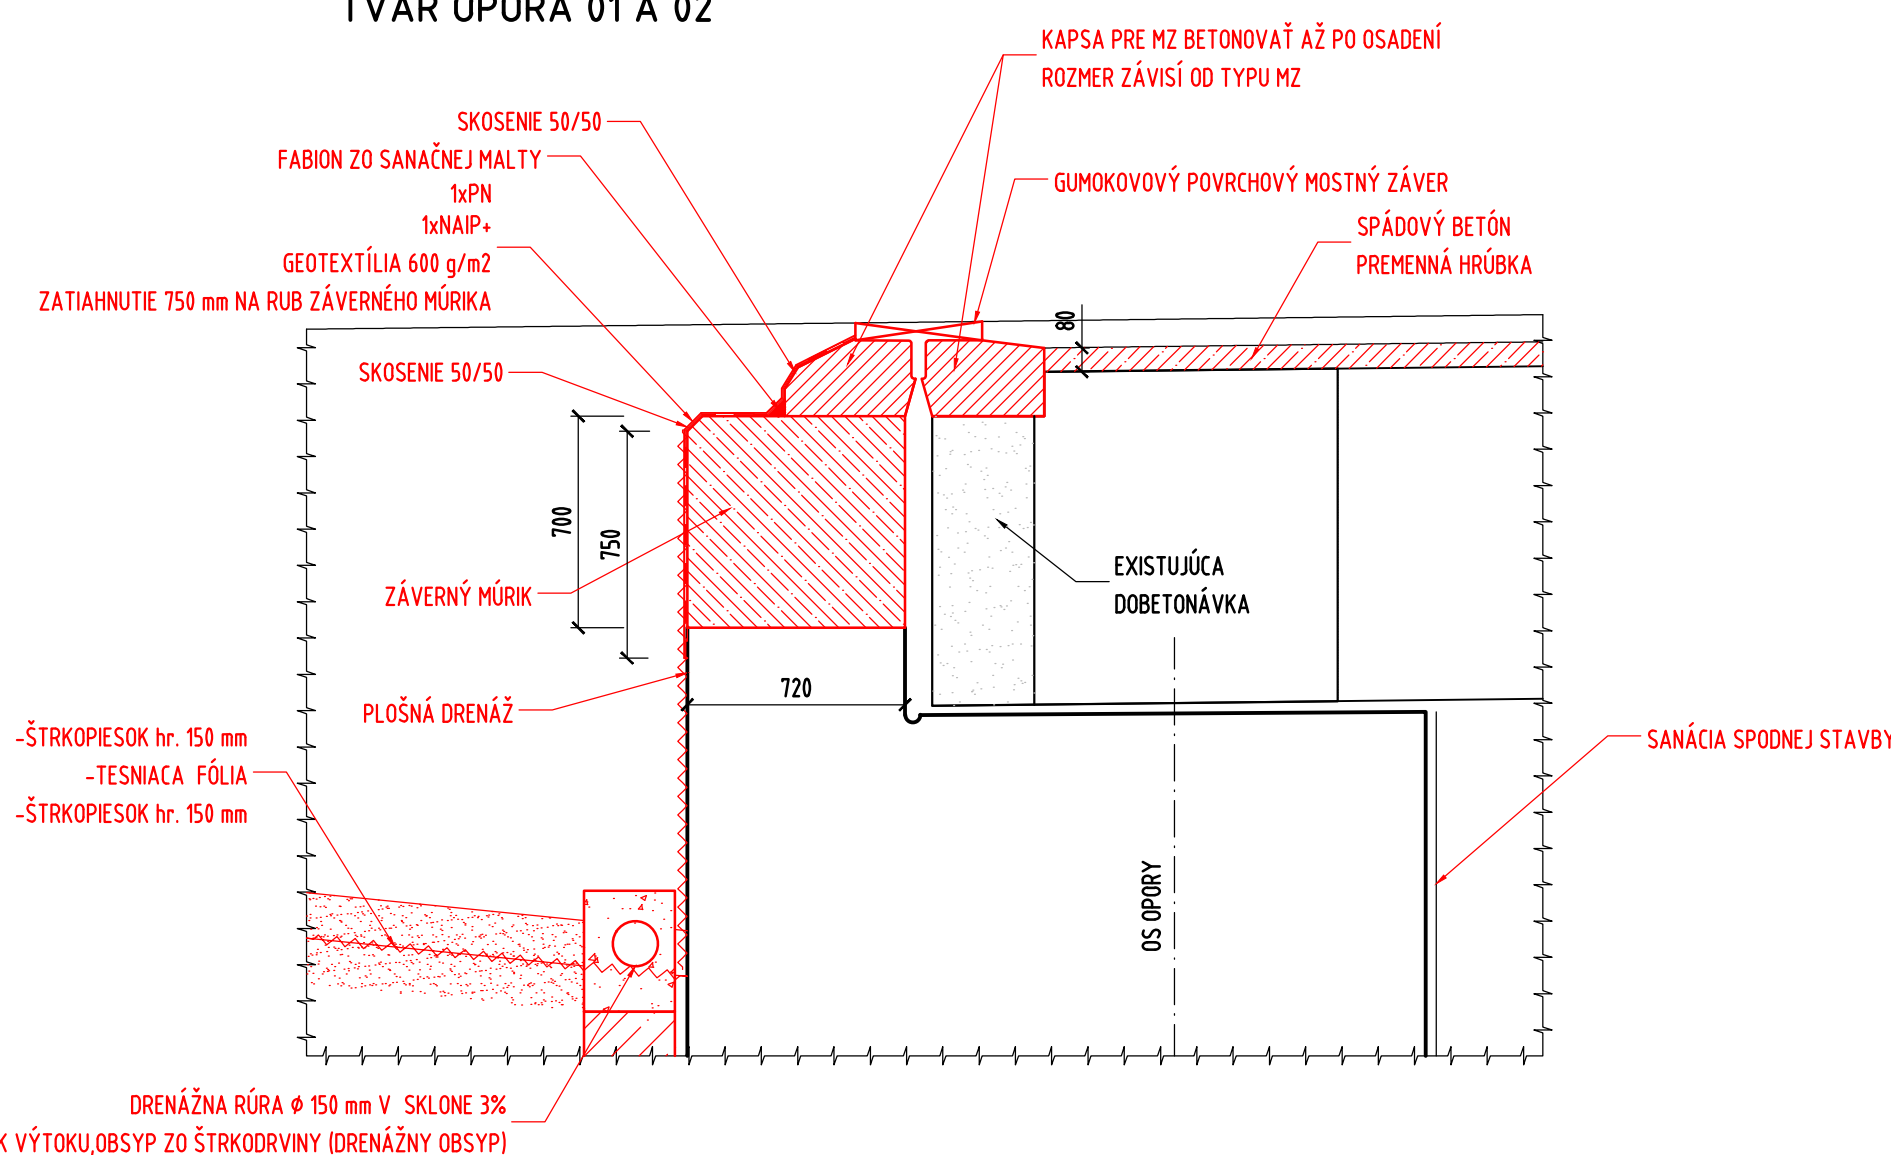 TVAR OPORA 01 A 02
KAPSA PRE MZ BETONOVAŤ AŽ PO OSADENÍ
ROZMER ZÁVISÍ OD TYPU MZ
SKOSENIE 50/50
FABION ZO SANAČNEJ MALTY
1xPN
1xNAIP+
GEOTEXTÍLIA 600 g/m2
ZATIAHNUTIE 750 mm NA RUB ZÁVERNÉHO MÚRIKA
GUMOKOVOVÝ POVRCHOVÝ MOSTNÝ ZÁVER
SPÁDOVÝ BETÓN
PREMENNÁ HRÚBKA
80
SKOSENIE 50/50
700
750
ZÁVERNÝ MÚRIK
EXISTUJÚCA
DOBETONÁVKA
720
PLOŠNÁ DRENÁŽ
-ŠTRKOPIESOK hr. 150 mm
-TESNIACA FÓLIA
-ŠTRKOPIESOK hr. 150 mm
SANÁCIA SPODNEJ STAVBY
OS OPORY
DRENÁŽNA RÚRA ϕ 150 mm V SKLONE 3%
K VÝTOKU,OBSYP ZO ŠTRKODRVINY (DRENÁŽNY OBSYP)